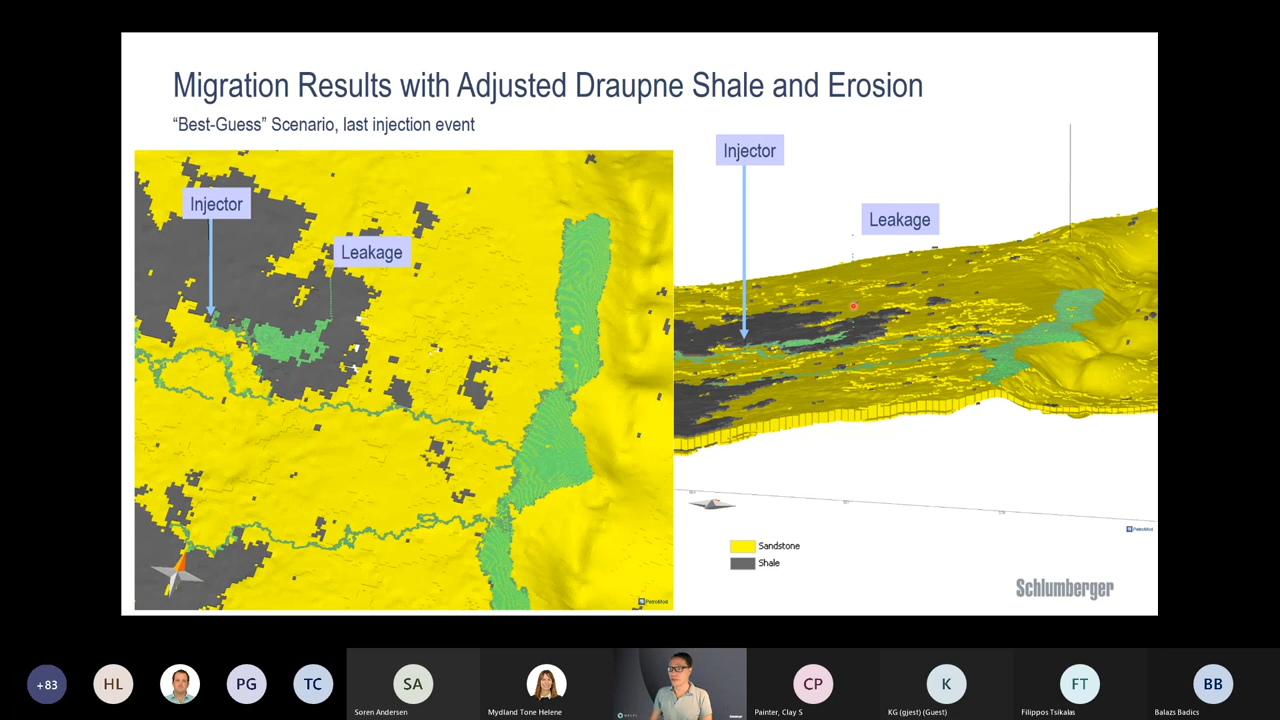 Migration Results with Adjusted Draupne Shale and Erosion
“Best-Guess” Scenario, last injection event
Injector
Leakage
Injector
Leakage
PetroMod
PetroMod
Sandstone
Shale
Schlumberger
+83
HL
PG
TC
SA
Soren Andersen
Mydland Tone Helene
CP
Painter, Clay S
K
KG (gjest) (Guest)
FT
Filippos Tsikalas
BB
Balazs Badics